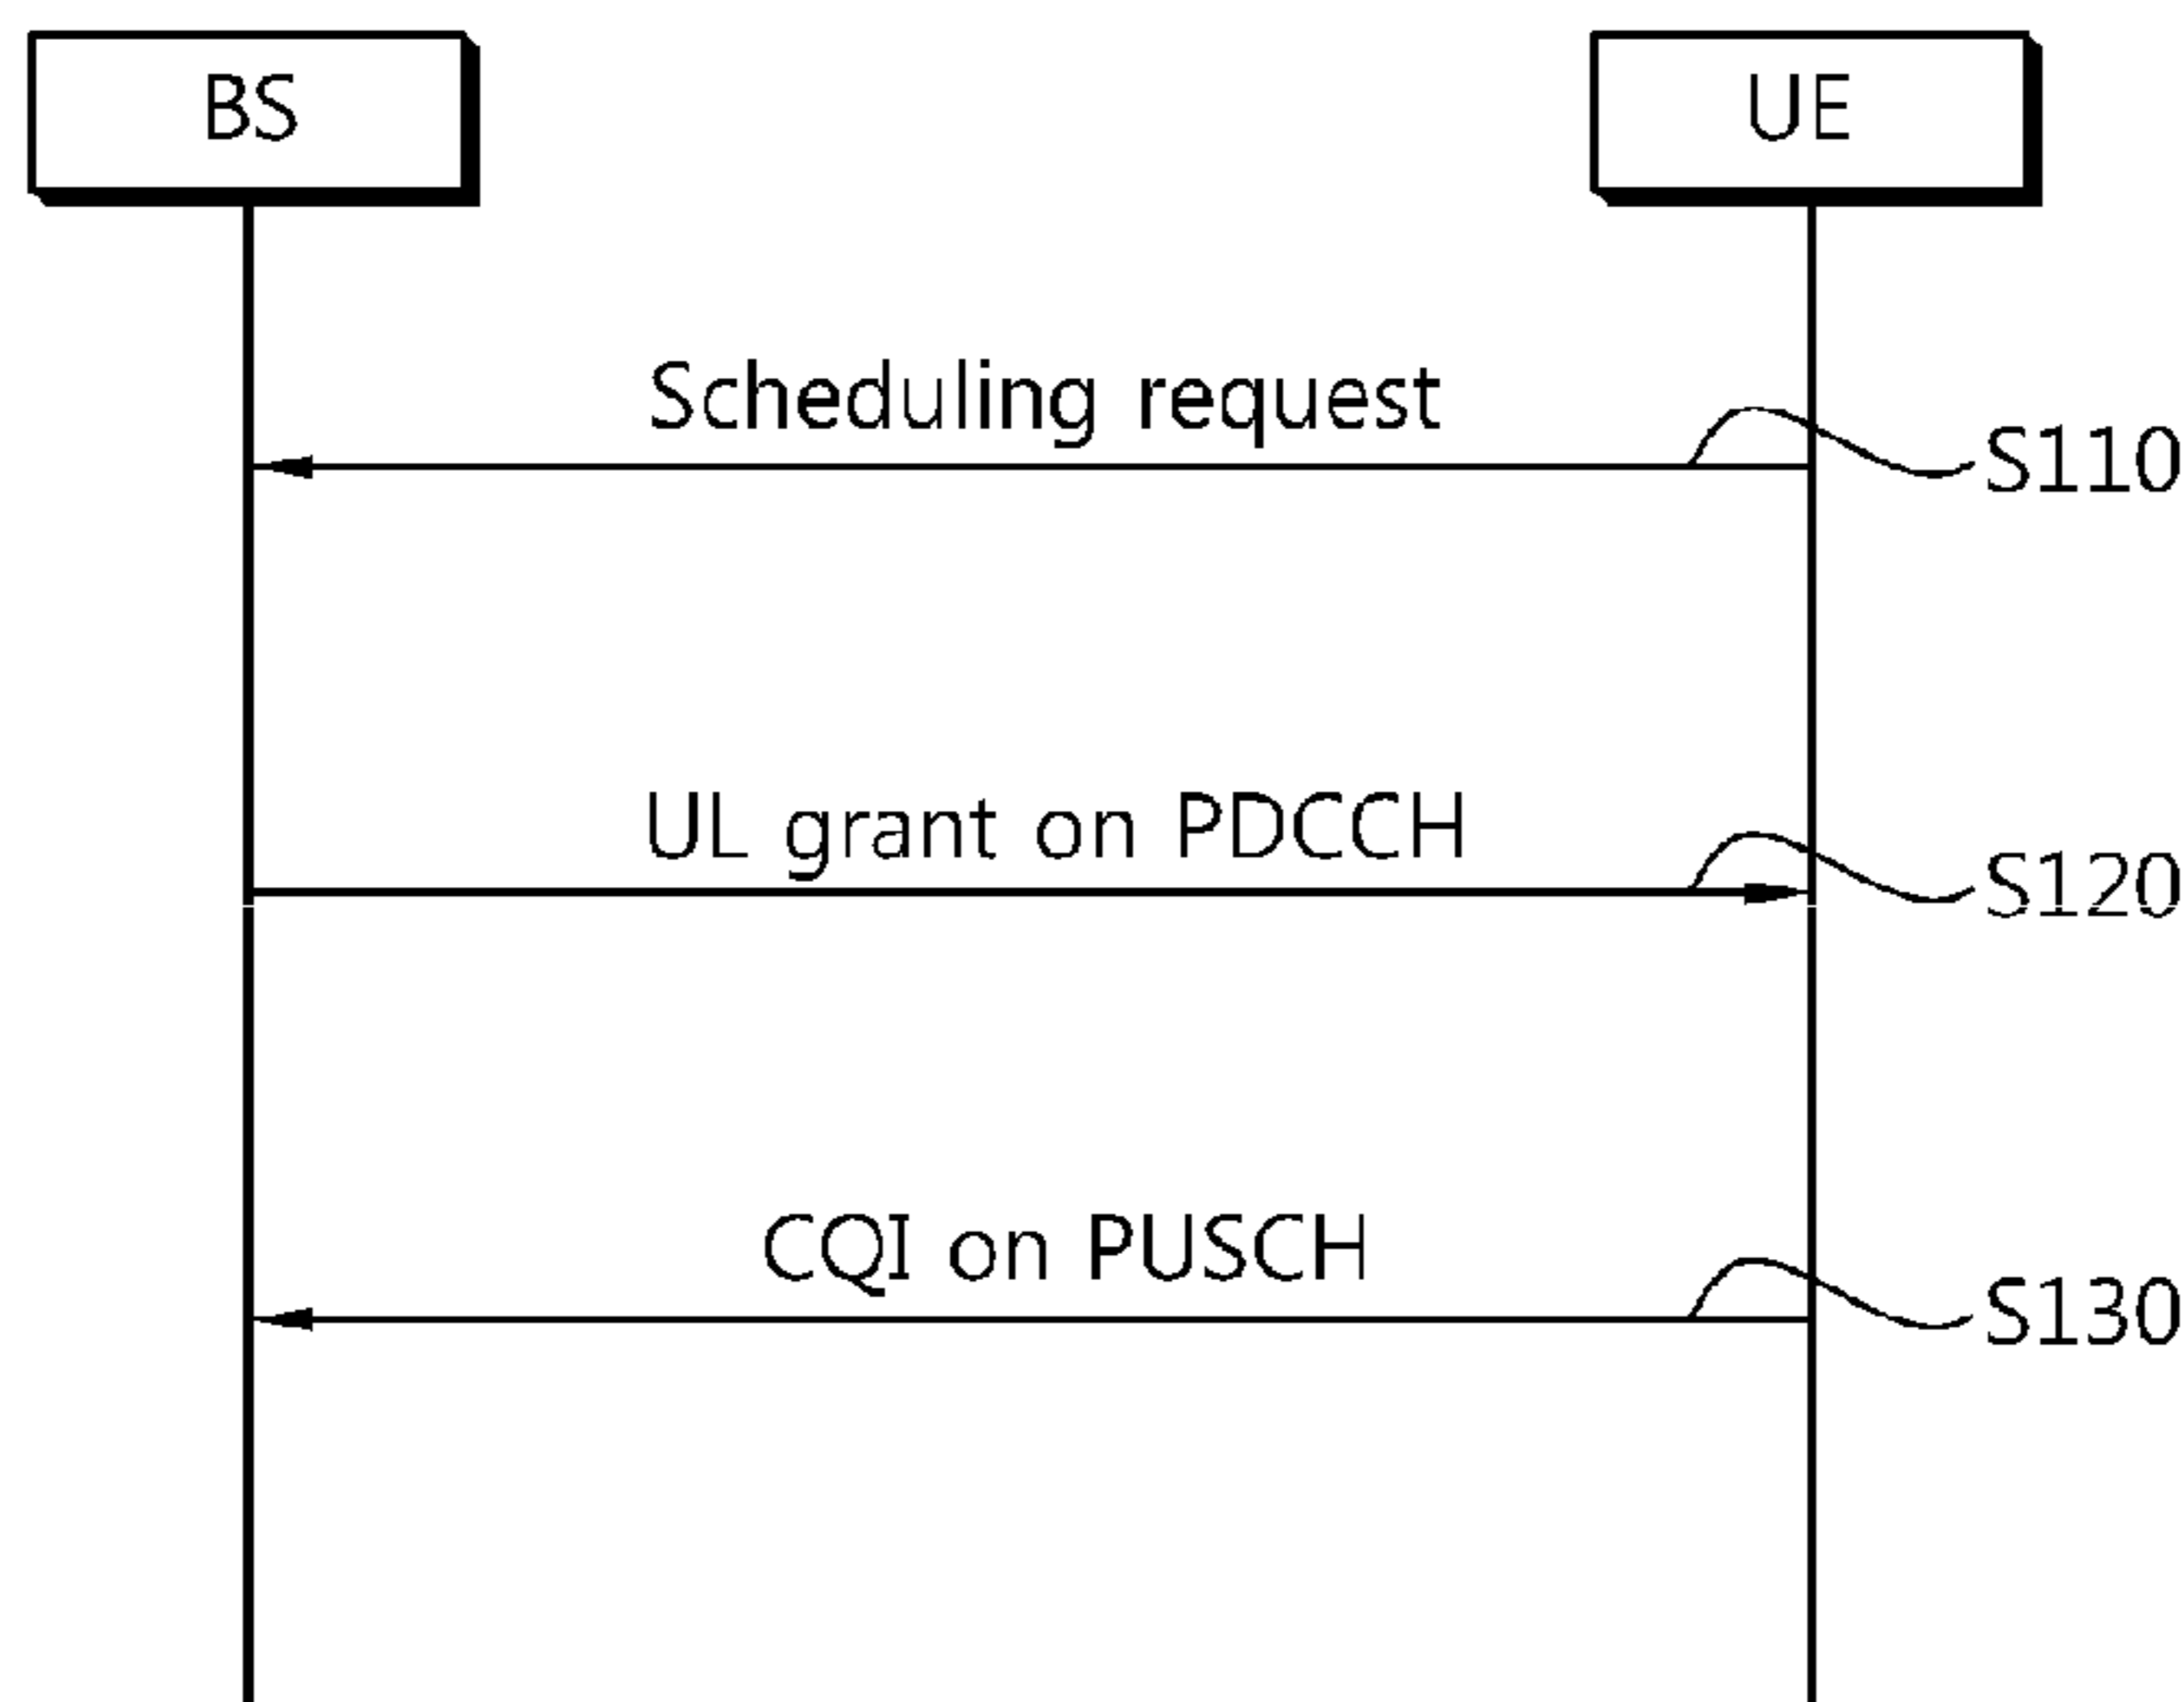 BS
UE
Scheduling request
S110
UL grant on PDCCH
S120
CQI on PUSCH
S130